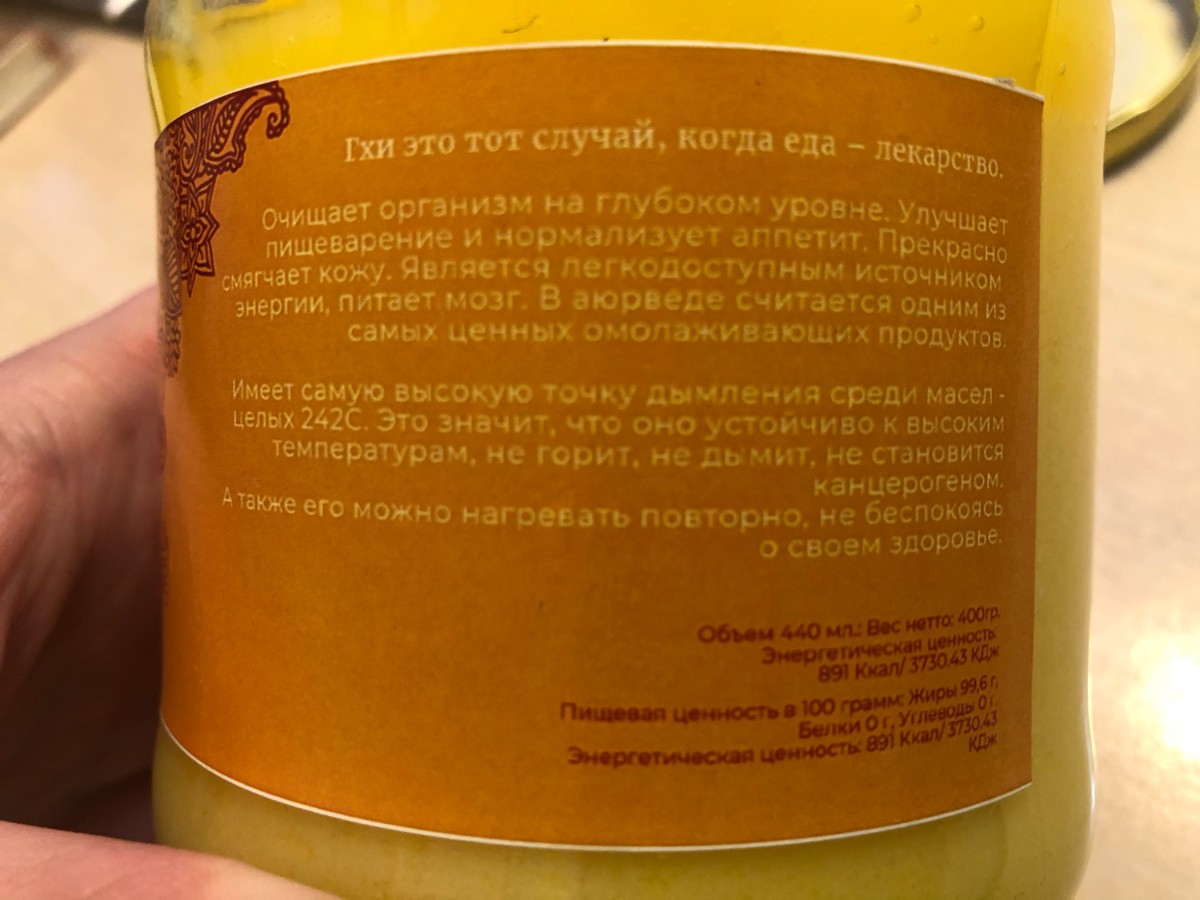 Гхи это тот случай, когда еда – лекарство.
Очищает организм на глубоком уровне. Улучшает
пищеварение и нормализует аппетит. Прекрасно
смягчает кожу. Является легкодоступным источником
энергии, питает мозг. В аюрведе считается одним из
самых ценных омолаживающих продуктов.
Имеет самую высокую точку дымления среди масел -
целых 242С. Это значит, что оно устойчиво к высоким
температурам, не горит, не дымит, не становится
канцерогеном.
А также его можно нагревать повторно, не беспокоясь
о своем здоровье.
Объем 440 мл.: Вес нетто: 400гр.
Энергетическая ценность:
891 Ккал/ 3730.43 КДж
Пищевая ценность в 100 грамм: Жиры 99,6 г,
Белки 0 г, Углеводы 0 г.
Энергетическая ценность: 891 Ккал/ 3730,43
КДж